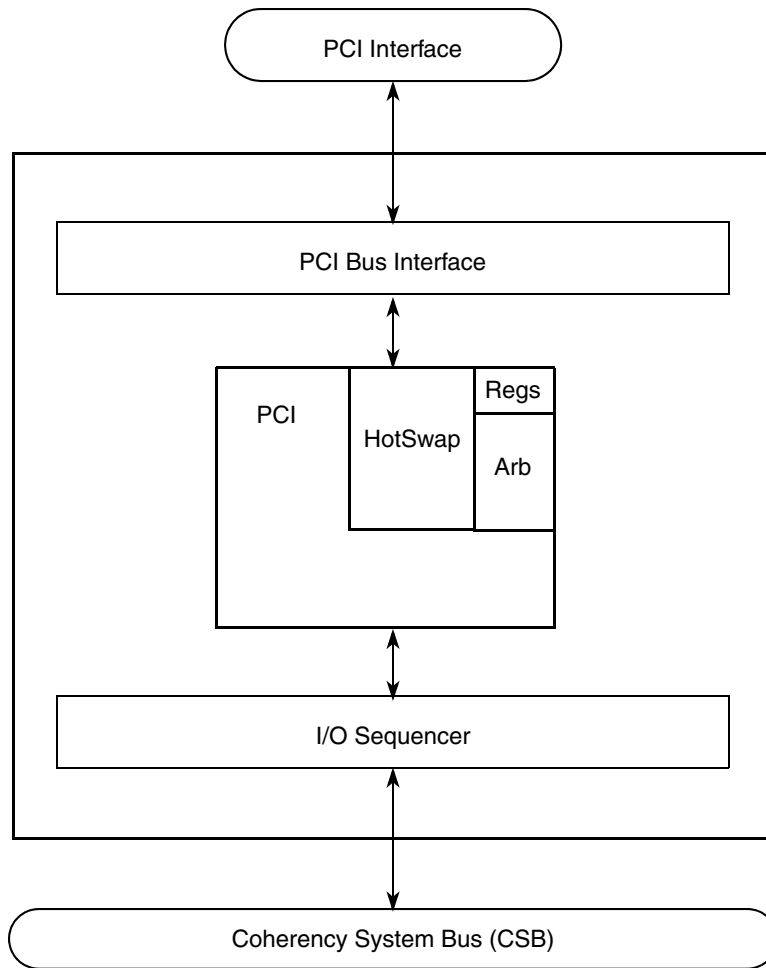 PCI Interface
PCI Bus Interface
PCI
HotSwap
Regs
Arb
I/O Sequencer
Coherency System Bus (CSB)